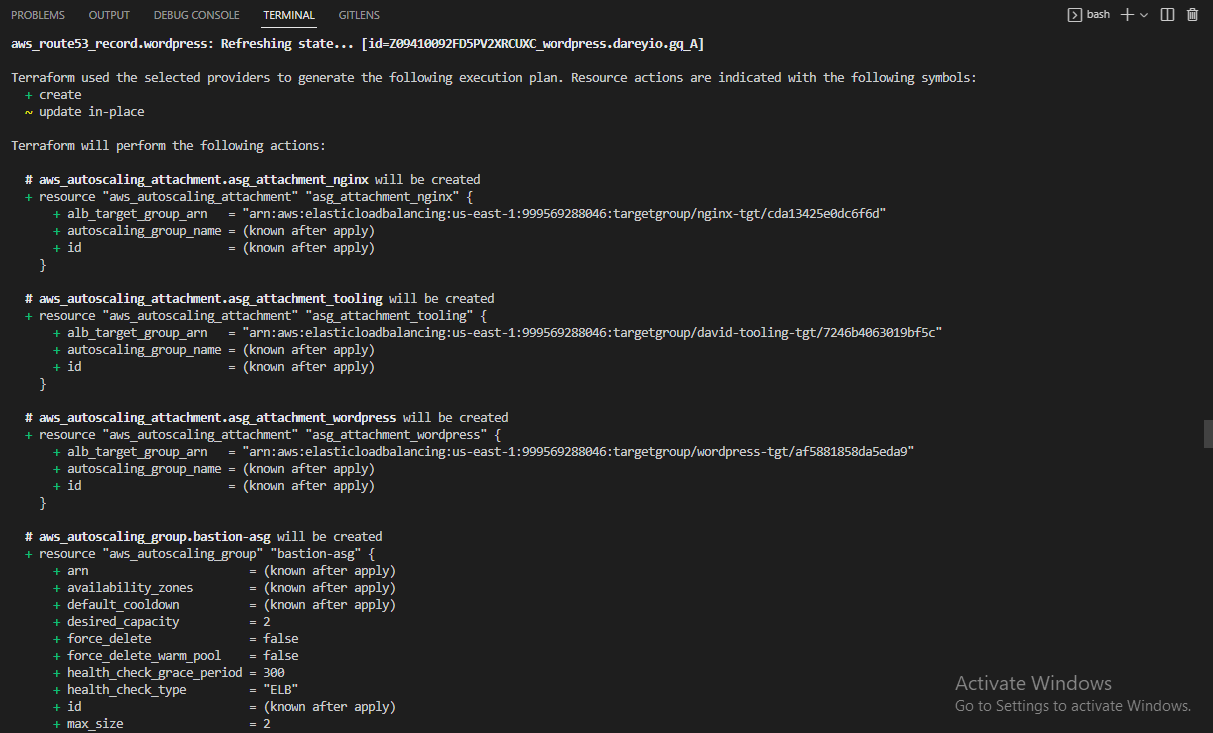 PROBLEMS OUTPUT DEBUG CONSOLE TERMINAL GITLENS bash
aws_route53_record.wordpress: Refreshing state... [id=Z09410092FD5PV2XRCUXC_wordpress.dareyio.gq_A]
Terraform used the selected providers to generate the following execution plan. Resource actions are indicated with the following symbols:
+ create
~ update in-place
Terraform will perform the following actions:
# aws_autoscaling_attachment.asg_attachment_nginx will be created
+ resource "aws_autoscaling_attachment" "asg_attachment_nginx" {
+ alb_target_group_arn = "arn:aws:elasticloadbalancing:us-east-1:999569288046:targetgroup/nginx-tgt/cda13425e0dc6f6d"
+ autoscaling_group_name = (known after apply)
+ id = (known after apply)
}
# aws_autoscaling_attachment.asg_attachment_tooling will be created
+ resource "aws_autoscaling_attachment" "asg_attachment_tooling" {
+ alb_target_group_arn = "arn:aws:elasticloadbalancing:us-east-1:999569288046:targetgroup/david-tooling-tgt/7246b4063019bf5c"
+ autoscaling_group_name = (known after apply)
+ id = (known after apply)
}
# aws_autoscaling_attachment.asg_attachment_wordpress will be created
+ resource "aws_autoscaling_attachment" "asg_attachment_wordpress" {
+ alb_target_group_arn = "arn:aws:elasticloadbalancing:us-east-1:999569288046:targetgroup/wordpress-tgt/af5881858da5eda9"
+ autoscaling_group_name = (known after apply)
+ id = (known after apply)
}
# aws_autoscaling_group.bastion-asg will be created
+ resource "aws_autoscaling_group" "bastion-asg" {
+ arn = (known after apply)
+ availability_zones = (known after apply)
+ default_cooldown = (known after apply)
+ desired_capacity = 2
+ force_delete = false
+ force_delete_warm_pool = false
+ health_check_grace_period = 300
+ health_check_type = "ELB"
+ id = (known after apply)
+ max_size = 2
Activate Windows
Go to Settings to activate Windows.